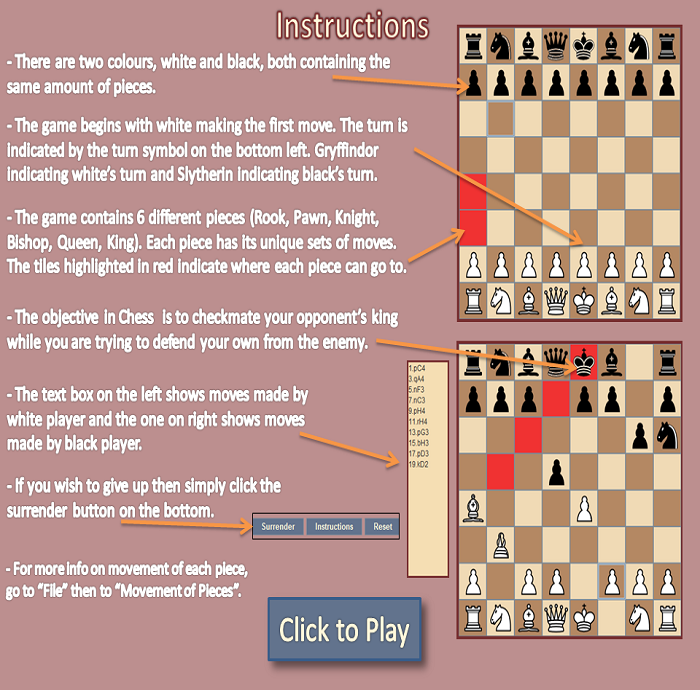 Instructions
- There are two colours, white and black, both containing the
same amount of pieces.
- The game begins with white making the first move. The turn is
indicated by the turn symbol on the bottom left. Gryffindor
indicating white's turn and Slytherin indicating black's turn.
- The game contains 6 different pieces (Rook, Pawn, Knight,
Bishop, Queen, King). Each piece has its unique sets of moves.
The tiles highlighted in red indicate where each piece can go to.
- The objective in Chess is to checkmate your opponent's king
while you are trying to defend your own from the enemy.
- The text box on the left shows moves made by
white player and the one on right shows moves
made by black player.
1.pC4
3.qA4
5.nF3
7.nC3
9.pH4
11.rH4
13.pG3
15.bH3
17.pD3
19.kD2
- If you wish to give up then simply click the
surrender button on the bottom.
Surrender Instructions Reset
- For more info on movement of each piece,
go to "File" then to "Movement of Pieces".
Click to Play